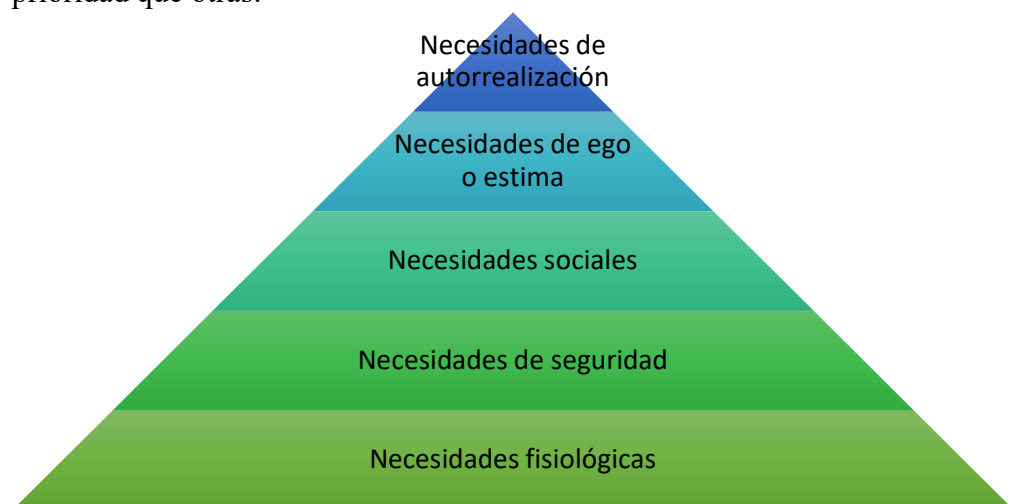 prioridad que otras.
Necesidades de
autorrealización
Necesidades de ego
o estima
Necesidades sociales
Necesidades de seguridad
Necesidades fisiológicas